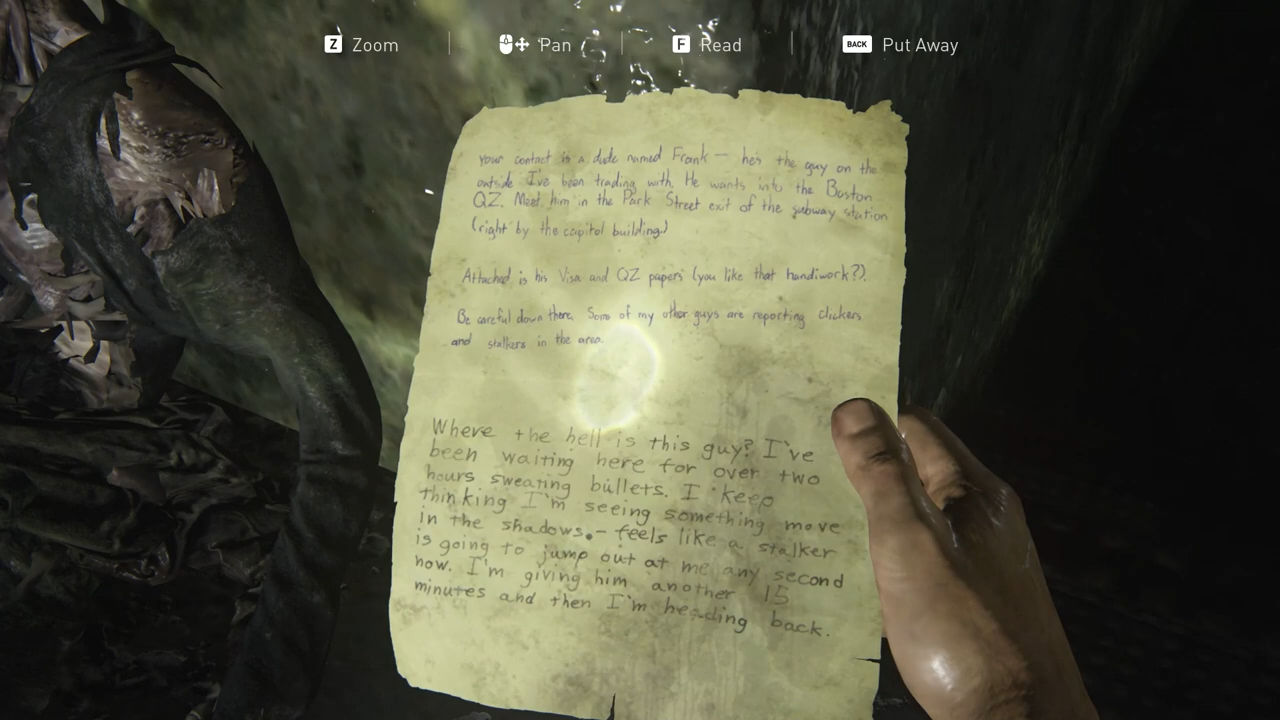 Z Zoom
Pan
F Read
BACK Put Away
your contact is a dude named Frank — he's the guy on the
outside I've been trading with. He wants into the Boston
QZ. Meet him in the Park Street exit of the subway station
(right by the capitol building.)
Attached is his Visa and QZ papers (you like that handiwork?).
Be careful down there. Some of my other guys are reporting clickers
and stalkers in the area.
Where the hell is this guy? I've
been waiting here for over two
hours sweating bullets. I keep
thinking I'm seeing something move
in the shadows. - feels like a stalker
is going to jump out at me any second
now. I'm giving him another 15
minutes and then I'm heading back.